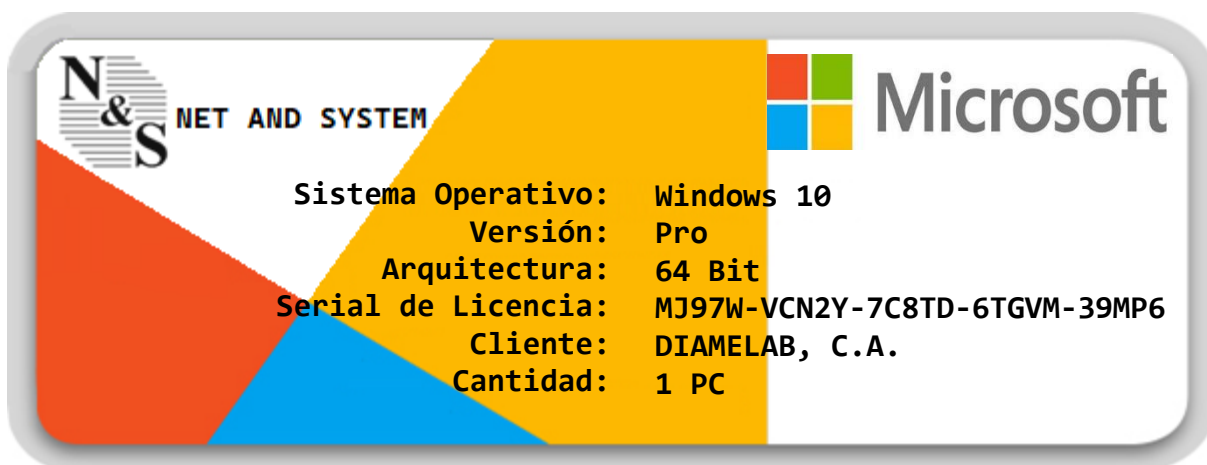 N&S NET AND SYSTEM
Microsoft
Sistema Operativo: Windows 10
Versión: Pro
Arquitectura: 64 Bit
Serial de Licencia: MJ97W-VCN2Y-7C8TD-6TGVM-39MP6
Cliente: DIAMELAB, C.A.
Cantidad: 1 PC